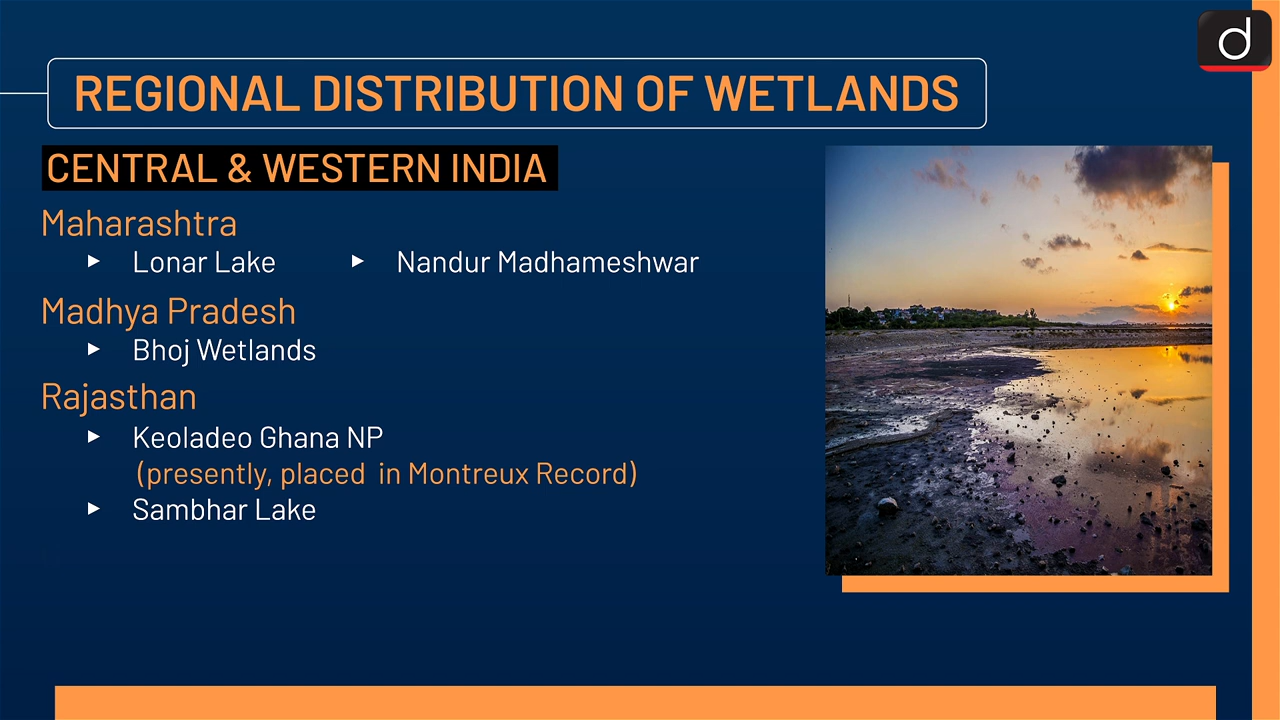 d
REGIONAL DISTRIBUTION OF WETLANDS
CENTRAL & WESTERN INDIA
Maharashtra
Lonar Lake
Nandur Madhameshwar
Madhya Pradesh
Bhoj Wetlands
Rajasthan
Keoladeo Ghana NP
(presently, placed in Montreux Record)
Sambhar Lake